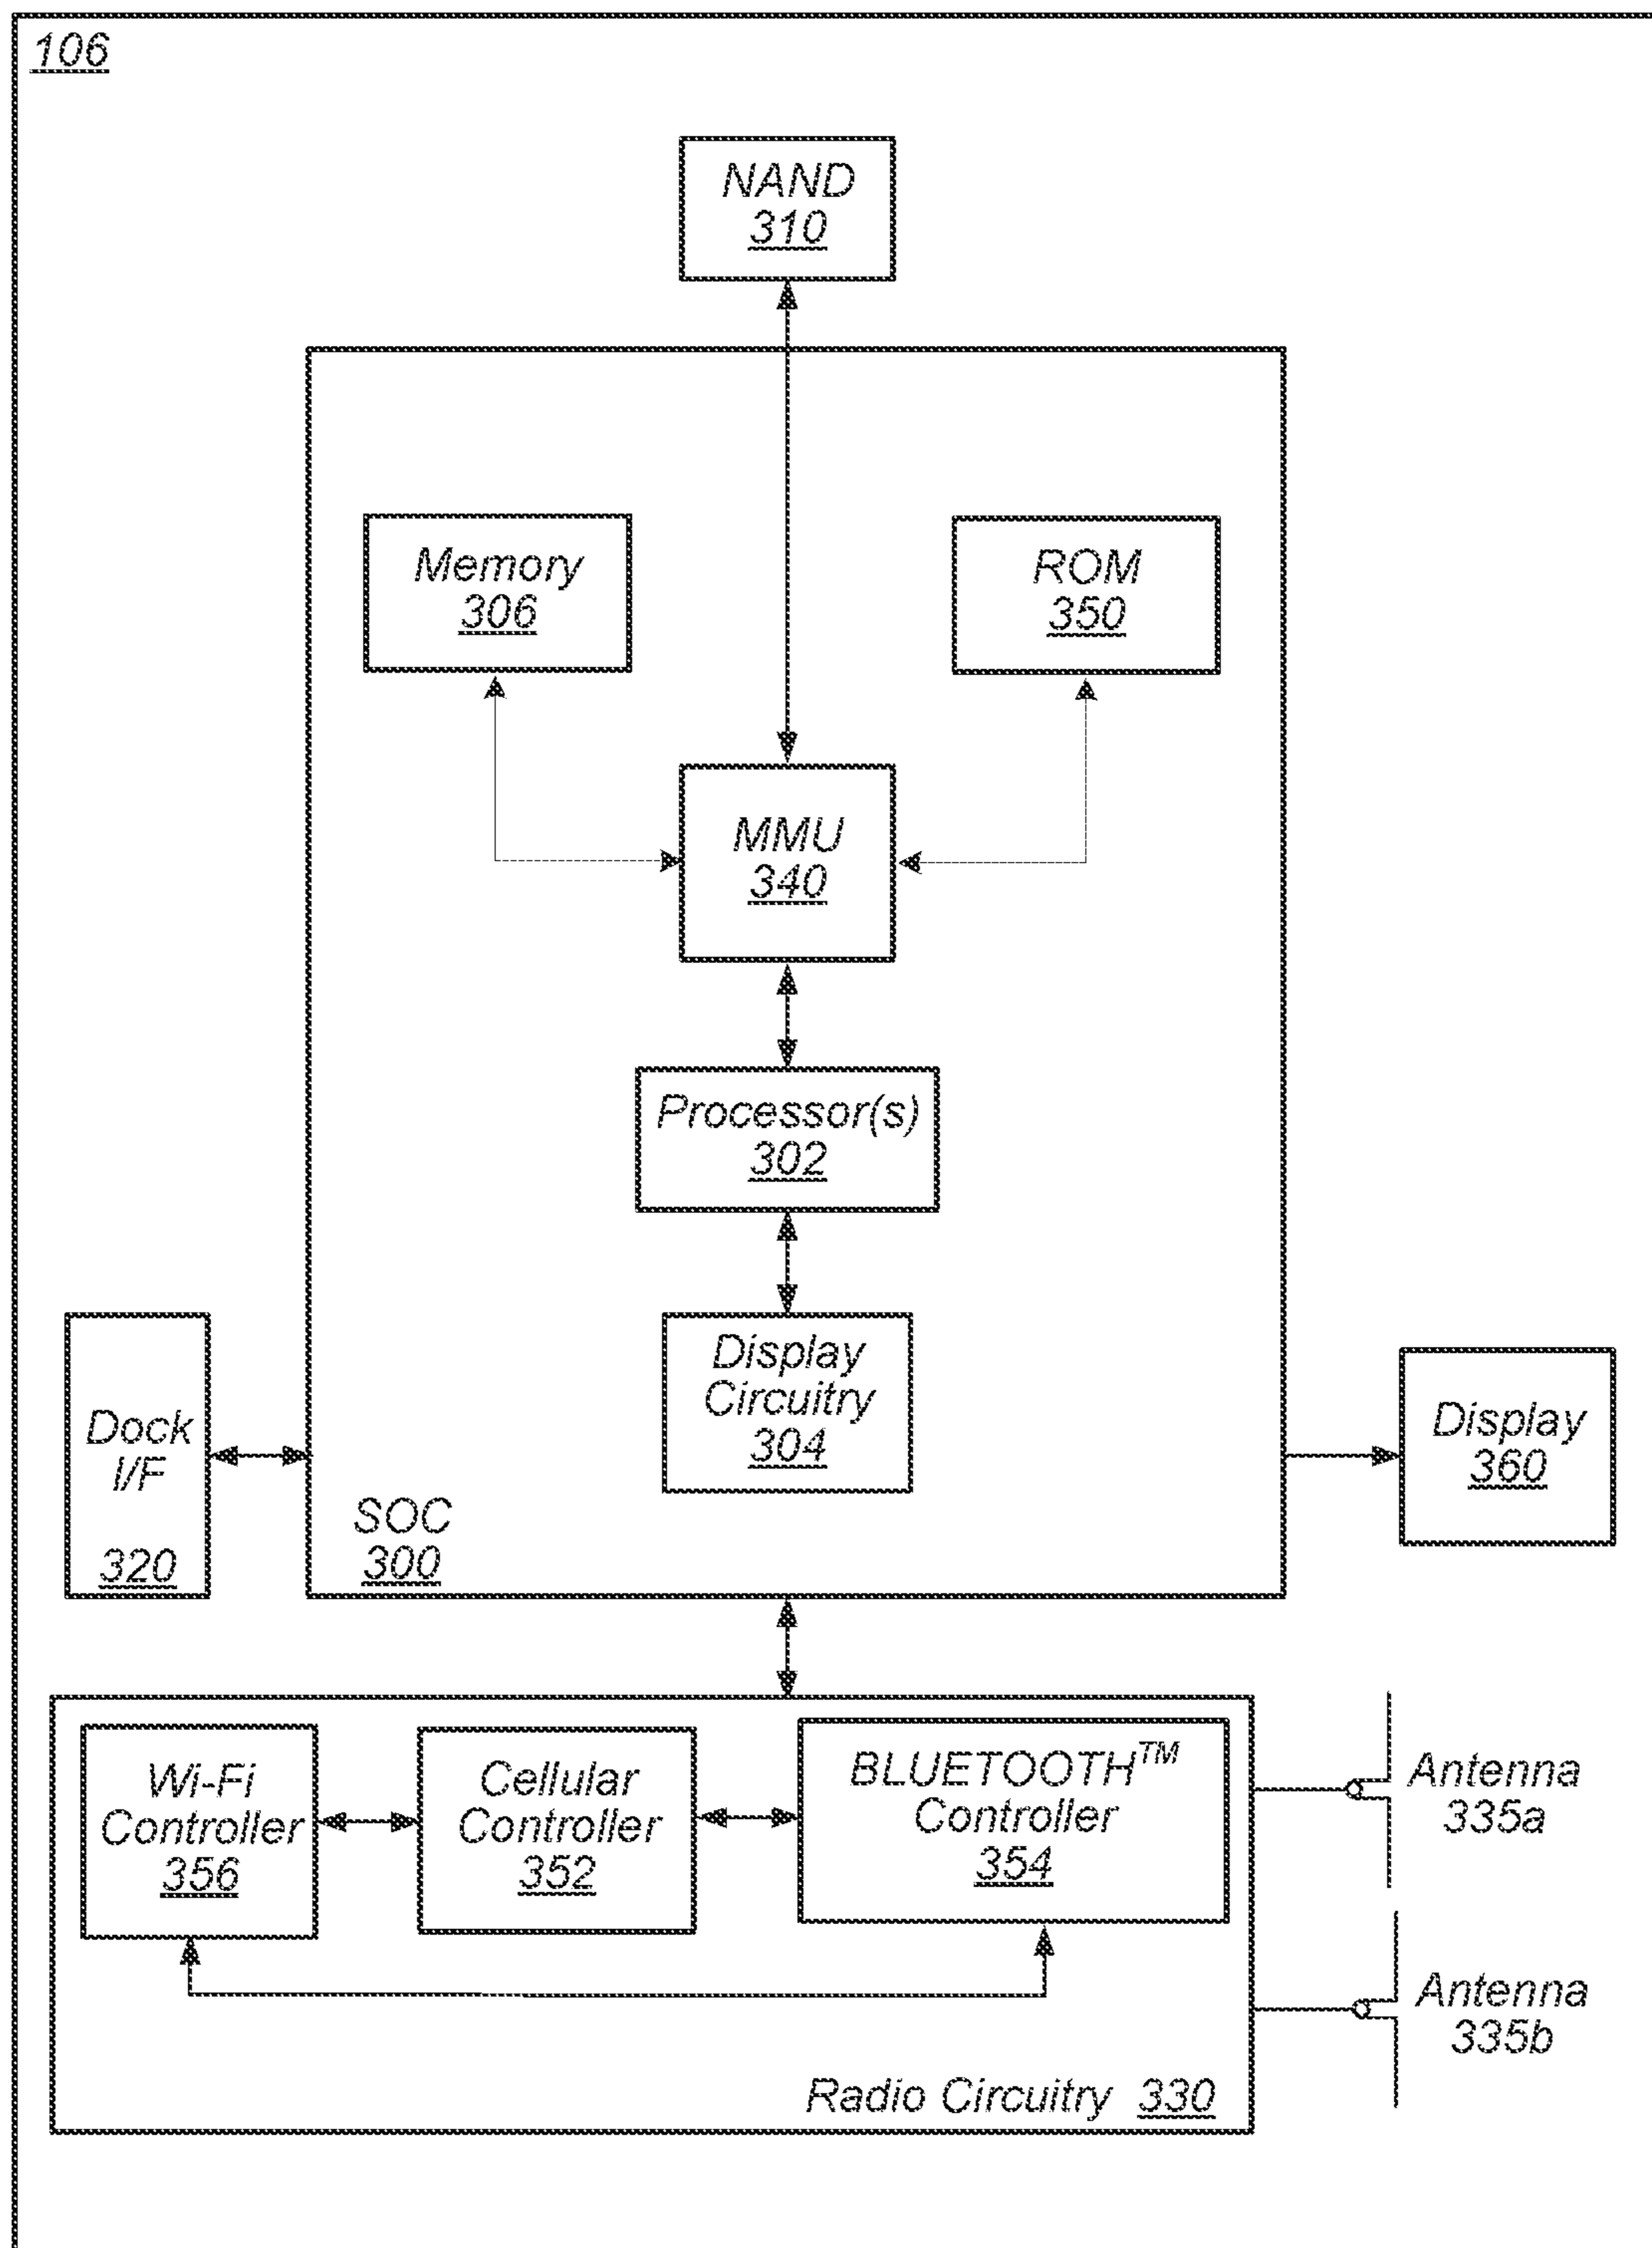 106
NAND
310
Memory
306
ROM
350
MMU
340
Processor(s)
302
Display
Circuitry
304
Dock
I/F
320
SOC
300
Display
360
Wi-Fi
Controller
356
Cellular
Controller
352
BLUETOOTH™
Controller
354
Antenna
335a
Antenna
335b
Radio Circuitry 330